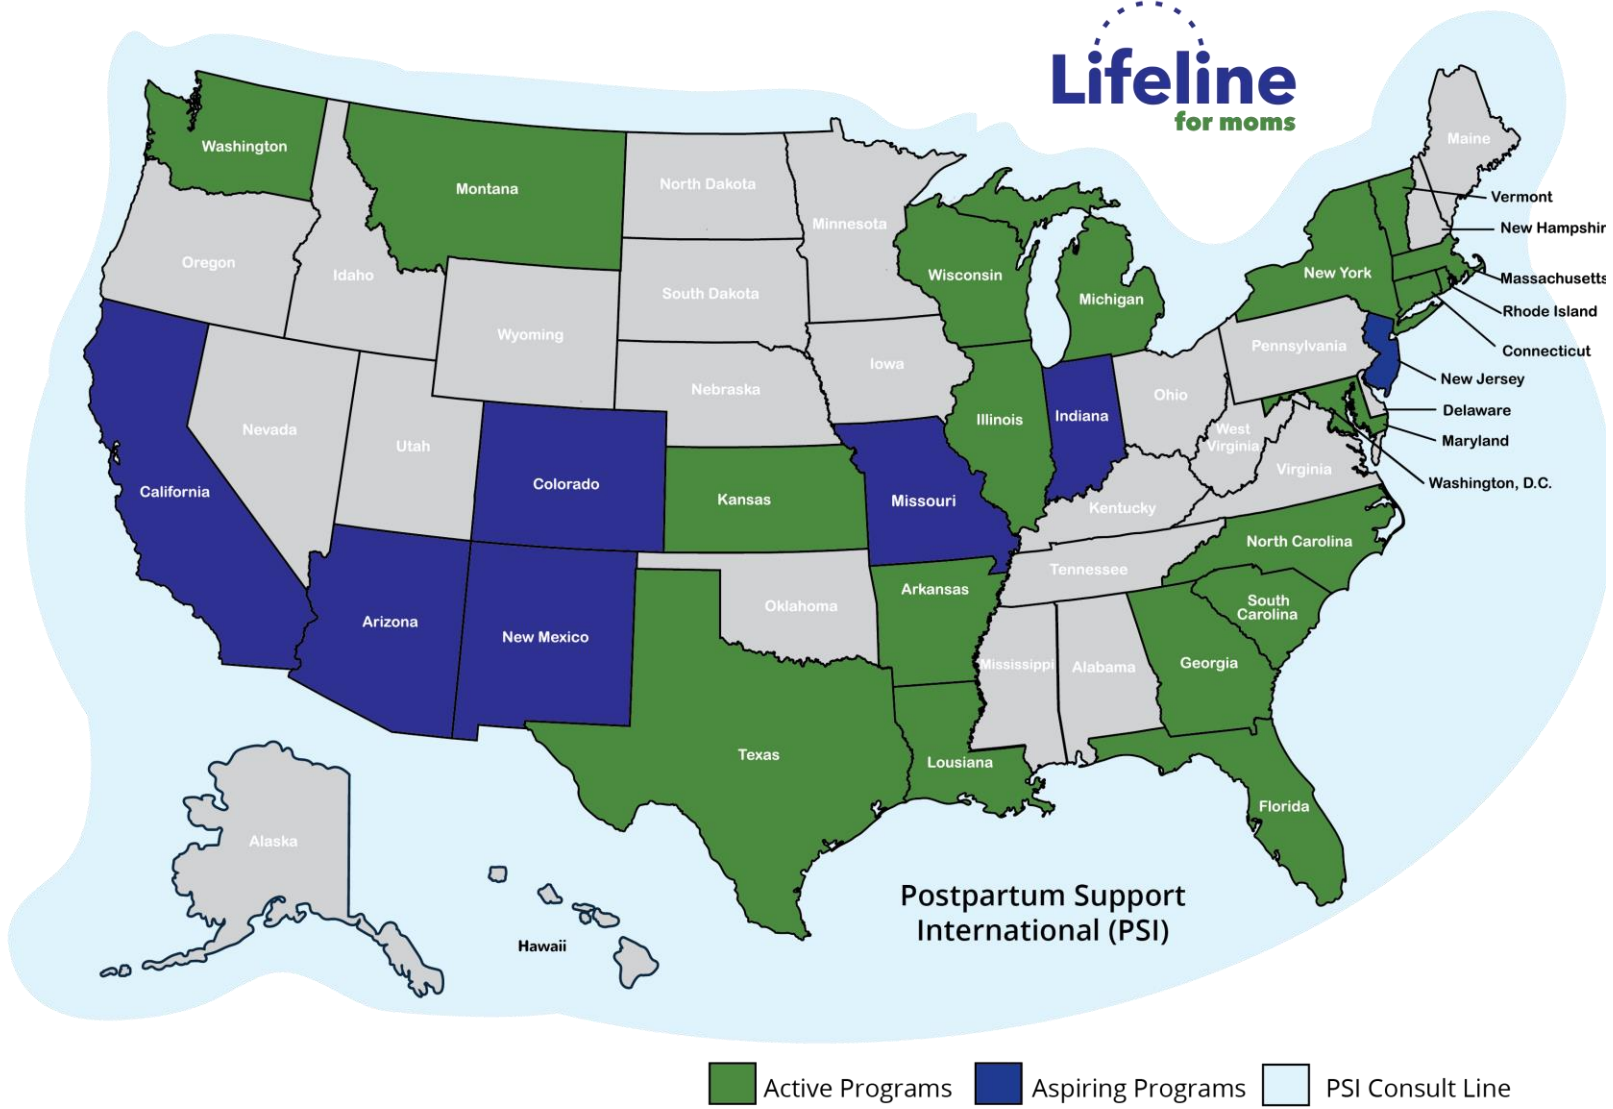 Lifeline
for moms
Washington
Montana
North Dakota
Minnesota
Maine
Vermont
New Hampshir
Oregon
Idaho
South Dakota
Wisconsin
Michigan
New York
Massachusetts
Rhode Island
Wyoming
Iowa
Pennsylvania
Connecticut
New Jersey
Nebraska
Ohio
Delaware
Nevada
Utah
Illinois
Indiana
West
Virginia
Maryland
California
Colorado
Kansas
Missouri
Kentucky
Virginia
Washington, D.C.
Arizona
New Mexico
Oklahoma
Arkansas
Tennessee
North Carolina
South
Carolina
Mississippi
Alabama
Georgia
Texas
Lousiana
Florida
Alaska
Hawaii
Postpartum Support
International (PSI)
Active Programs
Aspiring Programs
PSI Consult Line